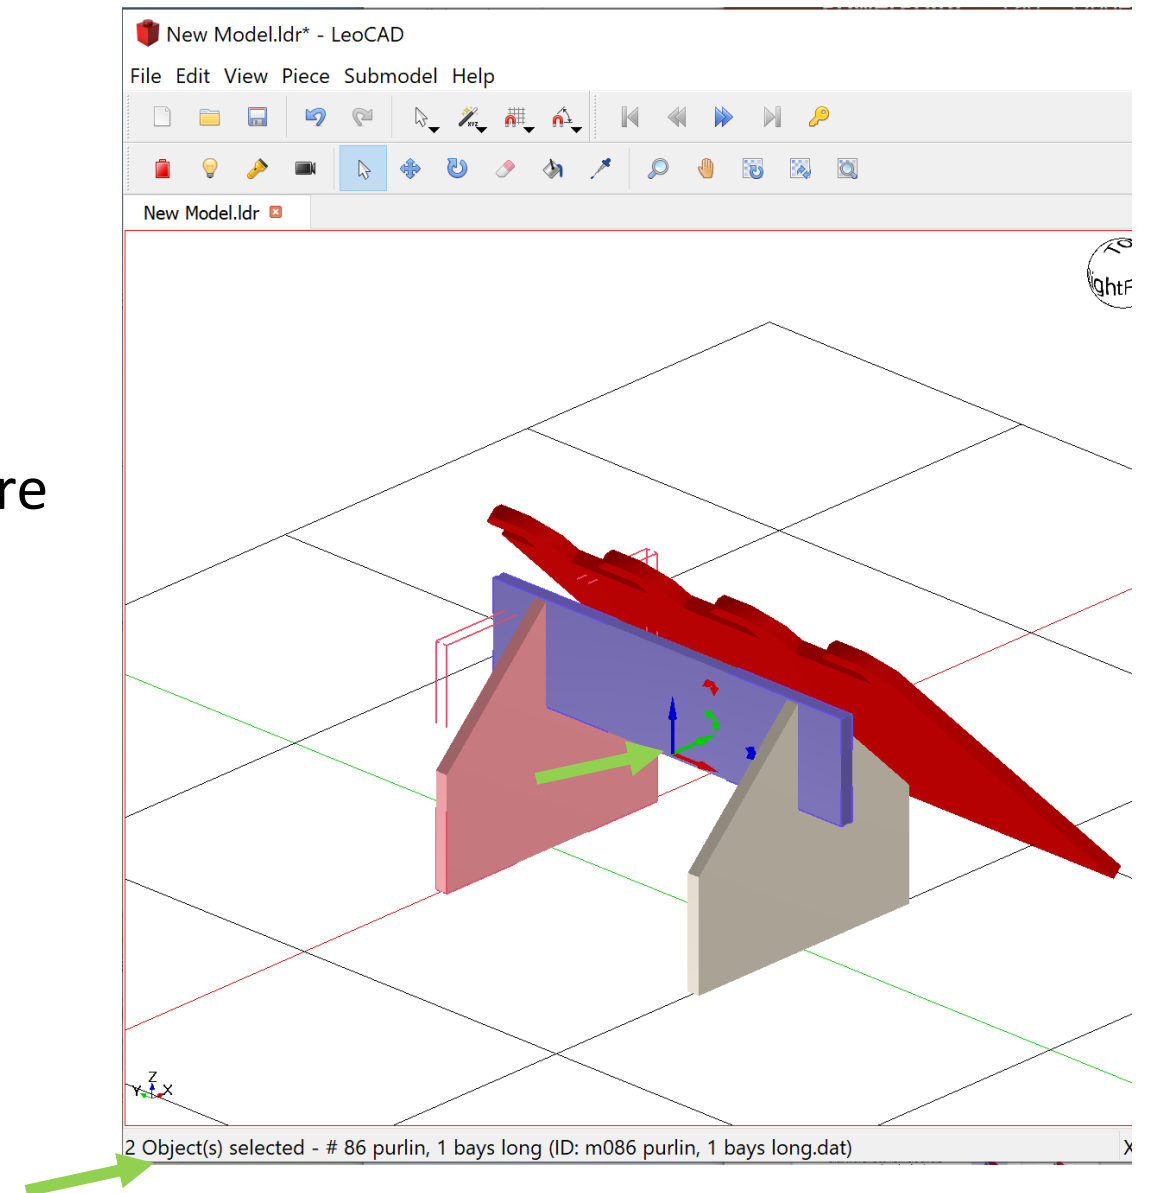 New Model.ldr* - LeoCAD
File Edit View Piece Submodel Help
New Model.ldr
re
Z
Y X
2 Object(s) selected - # 86 purlin, 1 bays long (ID: m086 purlin, 1 bays long.dat)
X